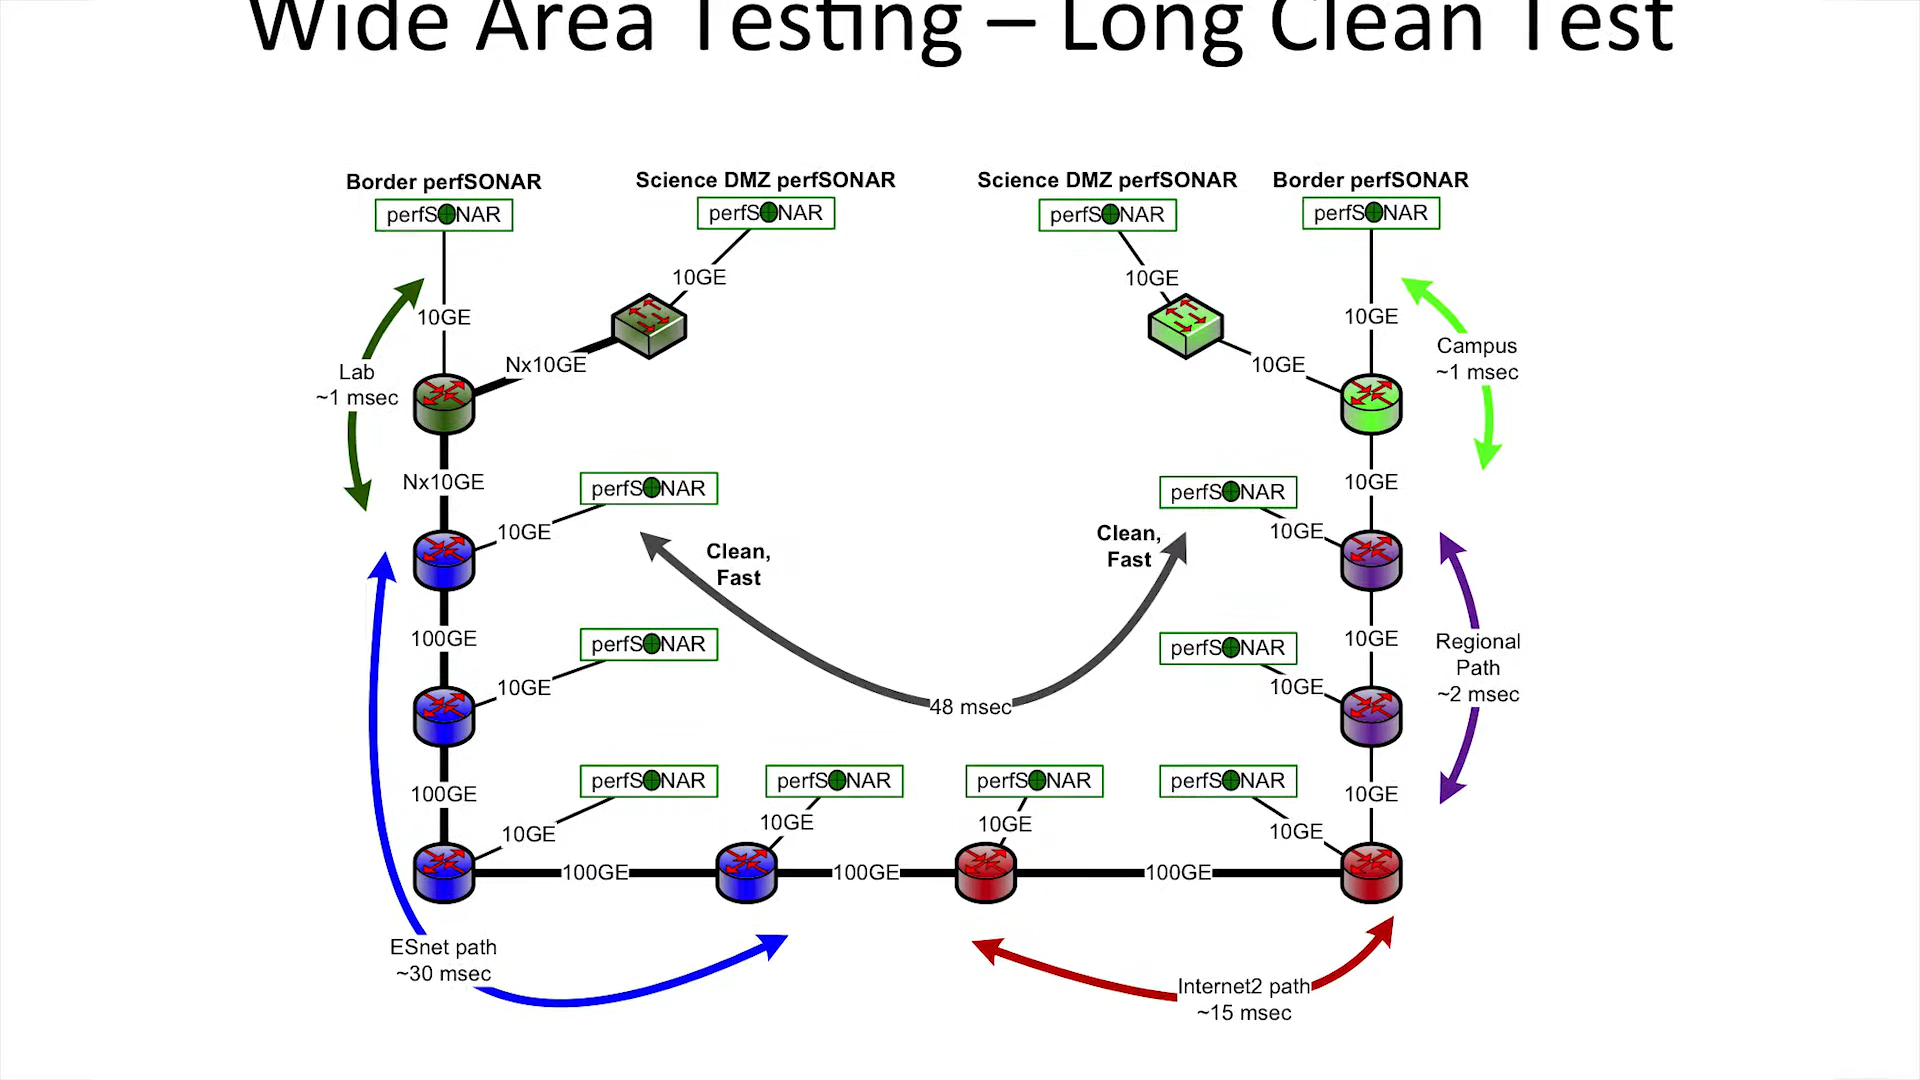 Wide Area Testing – Long Clean Test
Border perfSONAR
Science DMZ perfSONAR
Science DMZ perfSONAR
Border perfSONAR
perfSONAR
perfSONAR
perfSONAR
perfSONAR
10GE
10GE
10GE
10GE
Nx10GE
10GE
Lab
~1 msec
Campus
~1 msec
Nx10GE
10GE
perfSONAR
perfSONAR
10GE
10GE
Clean,
Fast
Clean,
Fast
100GE
10GE
perfSONAR
perfSONAR
10GE
10GE
Regional
Path
~2 msec
48 msec
100GE
10GE
perfSONAR
perfSONAR
perfSONAR
perfSONAR
10GE
10GE
10GE
10GE
100GE
100GE
100GE
ESnet path
~30 msec
Internet2 path
~15 msec